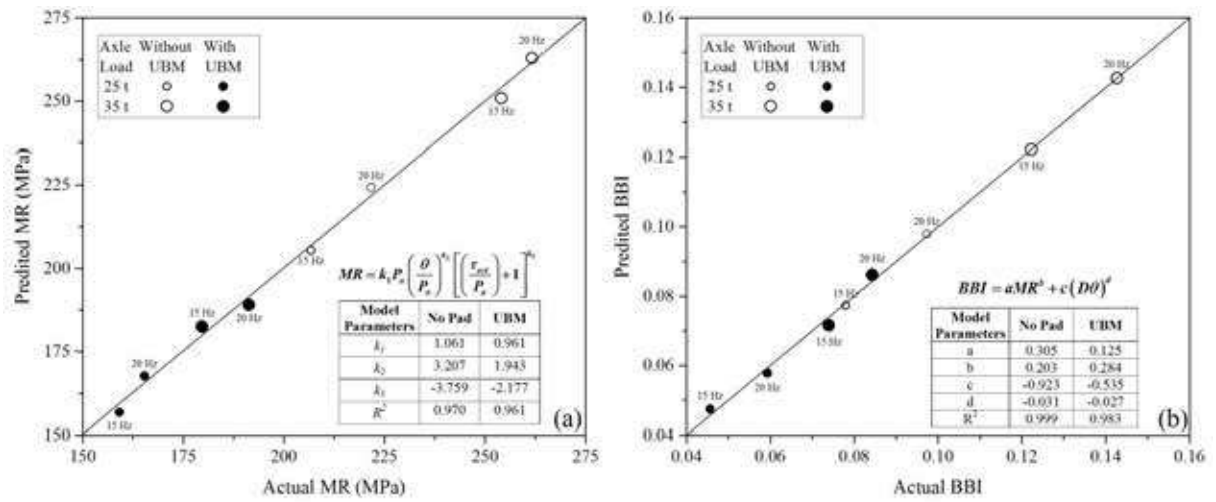 275
250
225
200
175
150
Predited MR (MPa)
Axle Without With
Load UBM UBM
25 t
35 t
20 Hz
15 Hz
20 Hz
15 Hz
15 Hz
20 Hz
20 Hz
15 Hz
MR = k₁Pₐ(θ/Pₐ)^k₂[(τₒcₜ/Pₐ)+1]^k₃
Model Parameters No Pad UBM
k₁ 1.061 0.961
k₂ 3.207 1.943
k₃ -3.759 -2.177
R² 0.970 0.961
(a)
150 175 200 225 250 275
Actual MR (MPa)
0.16
0.14
0.12
0.10
0.08
0.06
0.04
Predited BBI
Axle Without With
Load UBM UBM
25 t
35 t
20 Hz
15 Hz
20 Hz
20 Hz
15 Hz
15 Hz
20 Hz
15 Hz
BBI = aMR^b + c(Dθ)^d
Model Parameters No Pad UBM
a 0.305 0.125
b 0.203 0.284
c -0.923 -0.535
d -0.031 -0.027
R² 0.999 0.983
(b)
0.04 0.06 0.08 0.10 0.12 0.14 0.16
Actual BBI